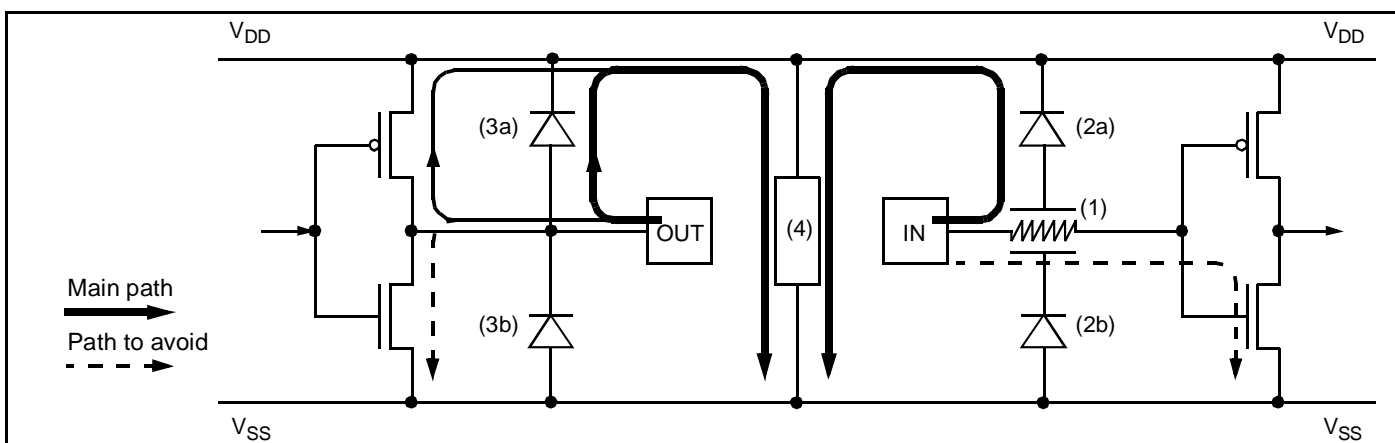 VDD
VDD
(3a)
(2a)
(1)
OUT
(4)
IN
Main path
(3b)
(2b)
Path to avoid
VSS
VSS